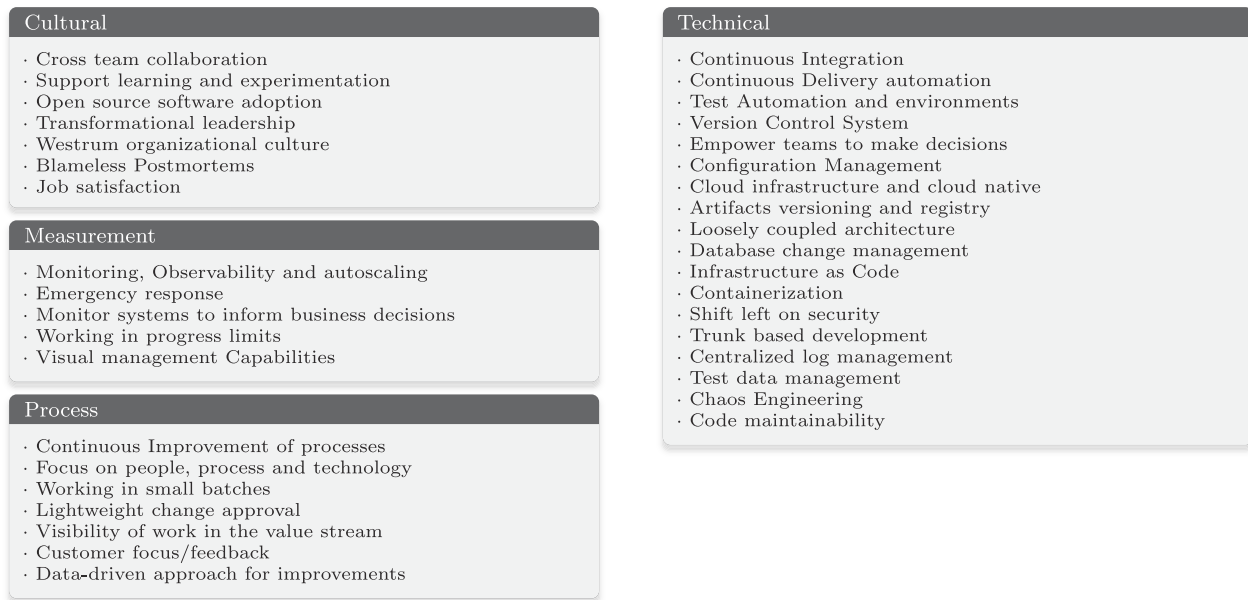 Cultural
· Cross team collaboration
· Support learning and experimentation
· Open source software adoption
· Transformational leadership
· Westrum organizational culture
· Blameless Postmortems
· Job satisfaction
Measurement
· Monitoring, Observability and autoscaling
· Emergency response
· Monitor systems to inform business decisions
· Working in progress limits
· Visual management Capabilities
Process
· Continuous Improvement of processes
· Focus on people, process and technology
· Working in small batches
· Lightweight change approval
· Visibility of work in the value stream
· Customer focus/feedback
· Data-driven approach for improvements
Technical
· Continuous Integration
· Continuous Delivery automation
· Test Automation and environments
· Version Control System
· Empower teams to make decisions
· Configuration Management
· Cloud infrastructure and cloud native
· Artifacts versioning and registry
· Loosely coupled architecture
· Database change management
· Infrastructure as Code
· Containerization
· Shift left on security
· Trunk based development
· Centralized log management
· Test data management
· Chaos Engineering
· Code maintainability